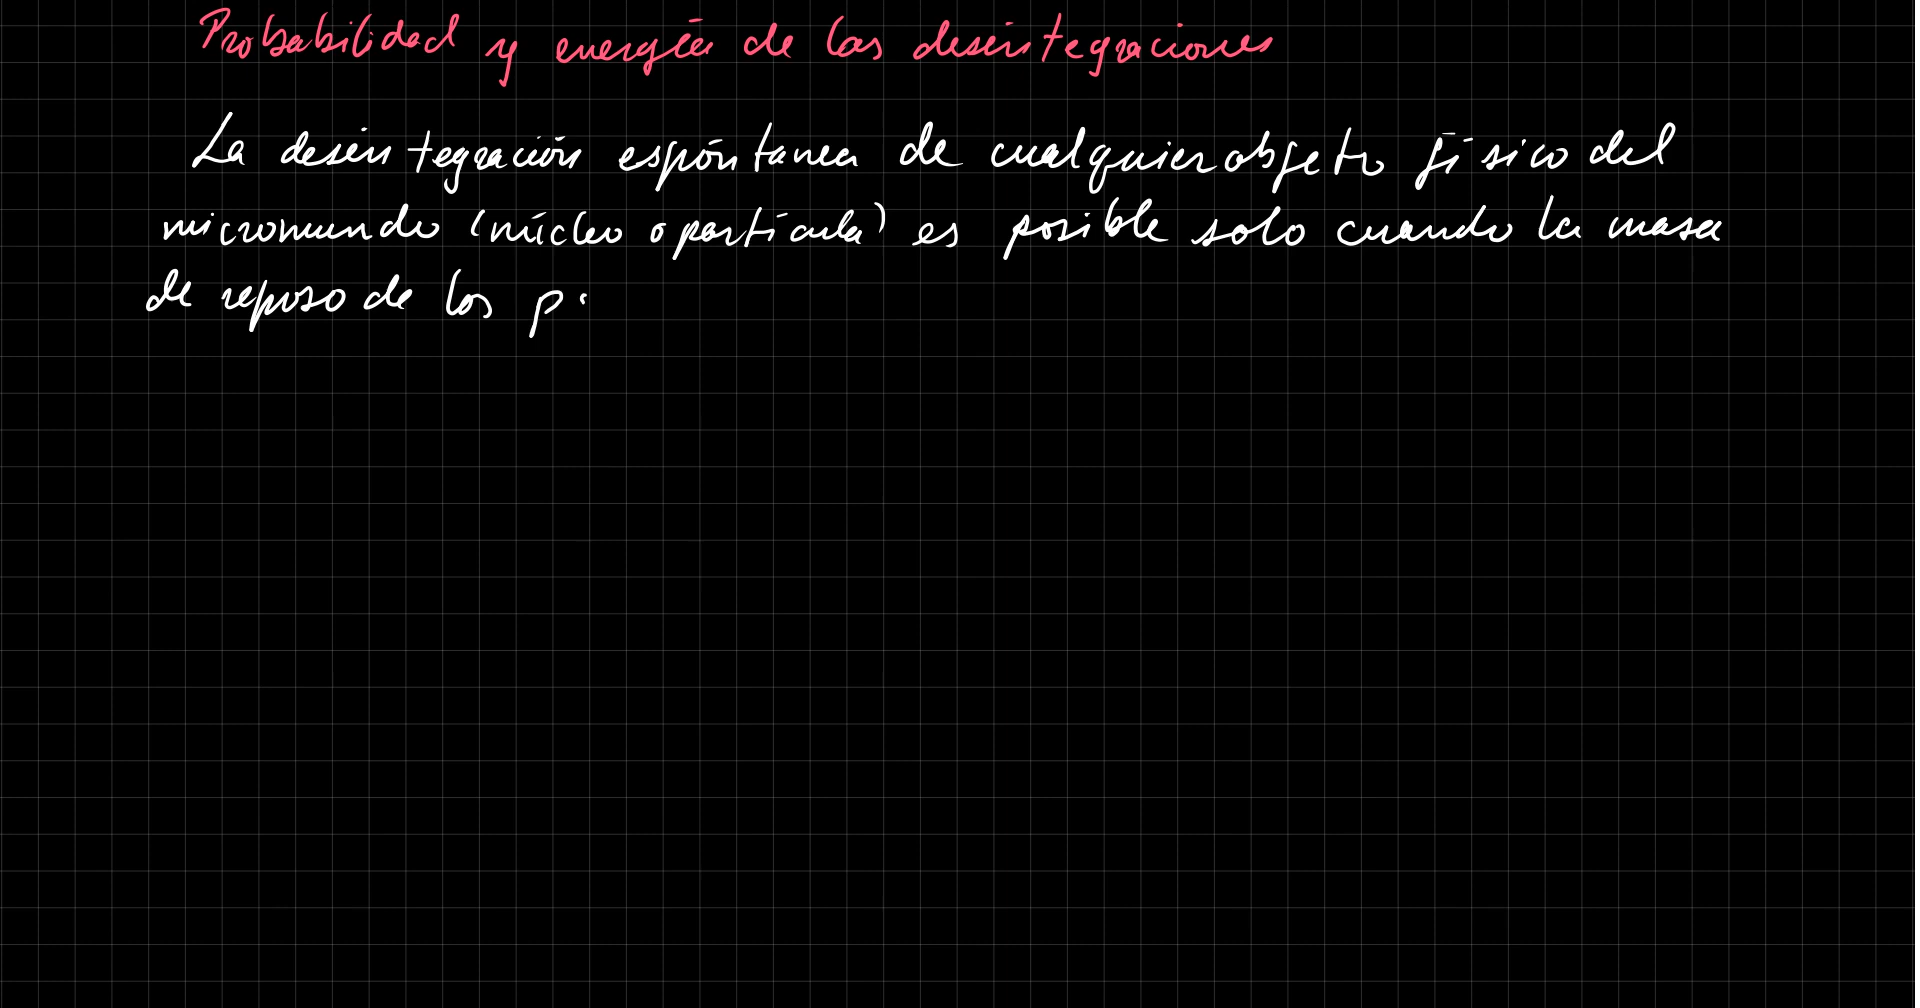 Probabilidad y energía de las desintegraciones
La desintegración espontanea de cualquier objeto físico del
micromundo (núcleo o partícula) es posible solo cuando la masa
de reposo de los p